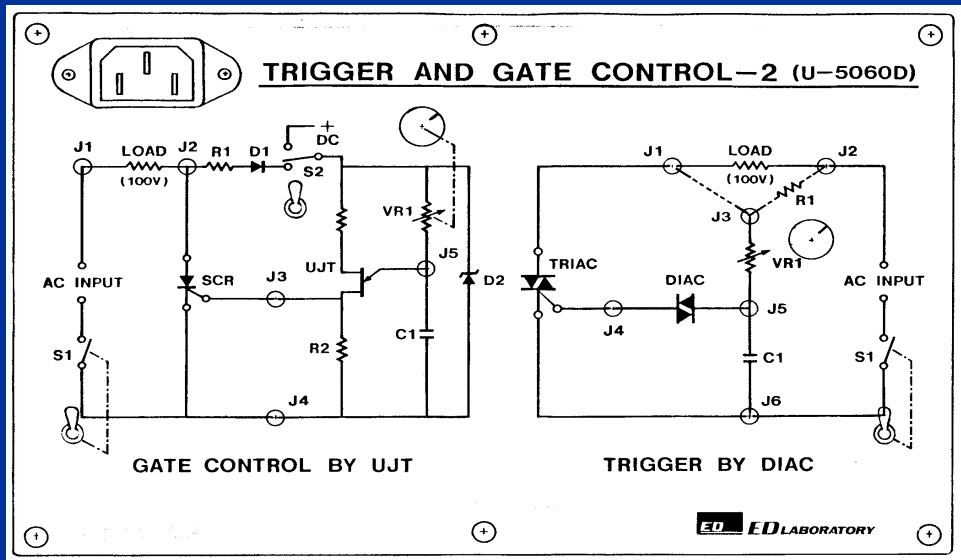 TRIGGER AND GATE CONTROL-2 (U-5060D)
J1
LOAD
(100V)
J2
R1
D1
+
DC
S2
VR1
J5
UJT
D2
SCR
J3
AC INPUT
S1
R2
C1
J4
GATE CONTROL BY UJT
J1
LOAD
(100V)
J2
R1
J3
VR1
TRIAC
DIAC
AC INPUT
J4
J5
S1
C1
J6
TRIGGER BY DIAC
ED ED LABORATORY